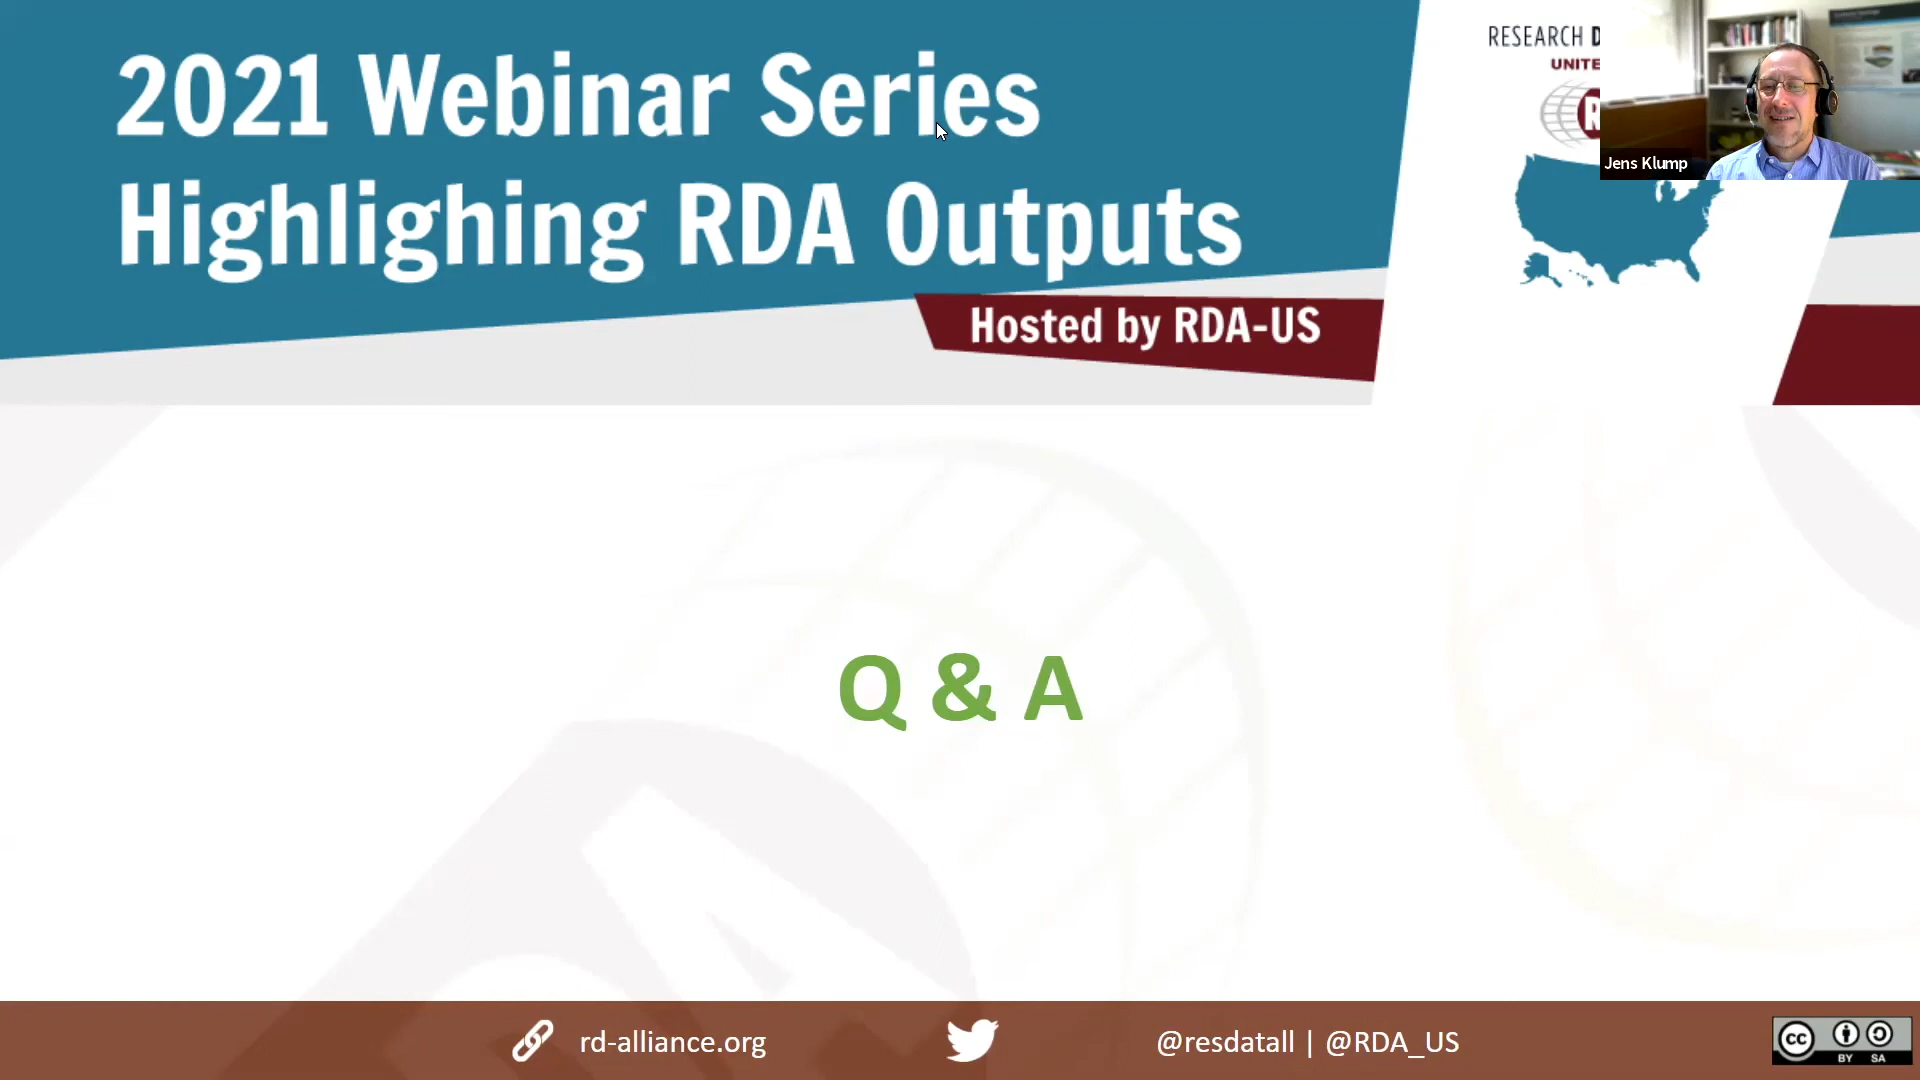 2021 Webinar Series
Highlighing RDA Outputs
Hosted by RDA-US
RESEARCH D
UNITE
R
Jens Klump
Q & A
rd-alliance.org
@resdatall | @RDA_US
cc
BY SA